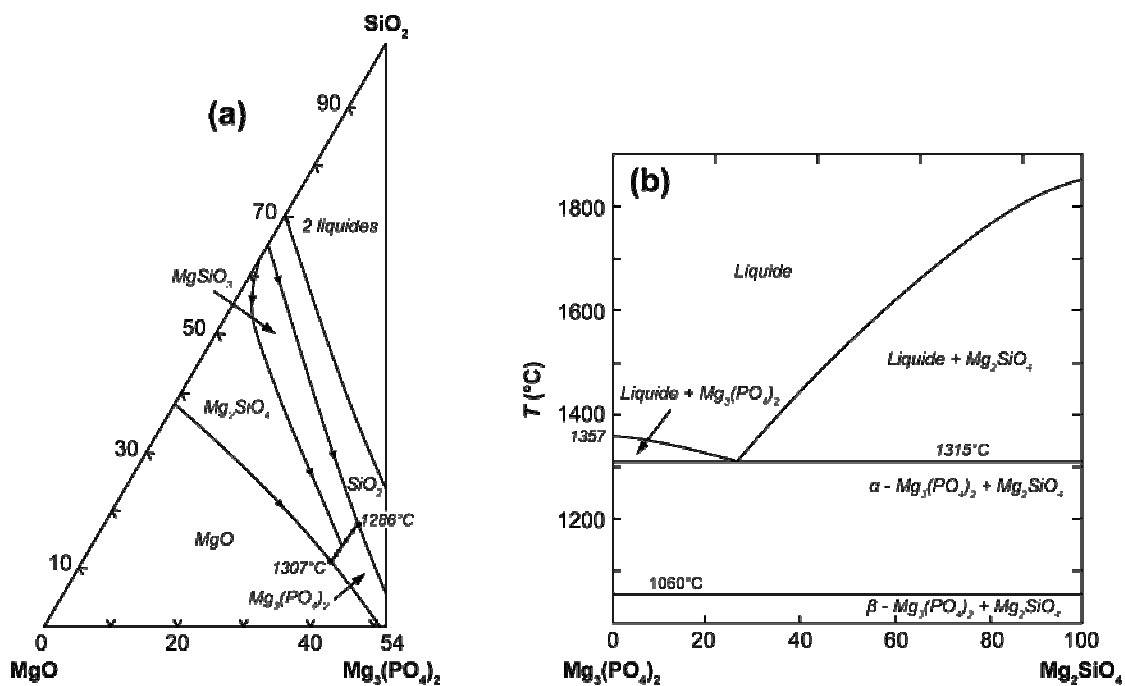 SiO₂
(a)
90
70
2 liquides
MgSiO₃
50
Mg₂SiO₄
30
SiO₂
1286°C
MgO
10
1307°C
Mg₃(PO₄)₂
0
20
40
54
MgO
Mg₃(PO₄)₂
(b)
1800
Liquide
1600
T (°C)
Liquide + Mg₂SiO₄
Liquide + Mg₃(PO₄)₂
1400
1357
1315°C
α - Mg₃(PO₄)₂ + Mg₂SiO₄
1200
1060°C
β - Mg₃(PO₄)₂ + Mg₂SiO₄
0
20
40
60
80
100
Mg₃(PO₄)₂
Mg₂SiO₄